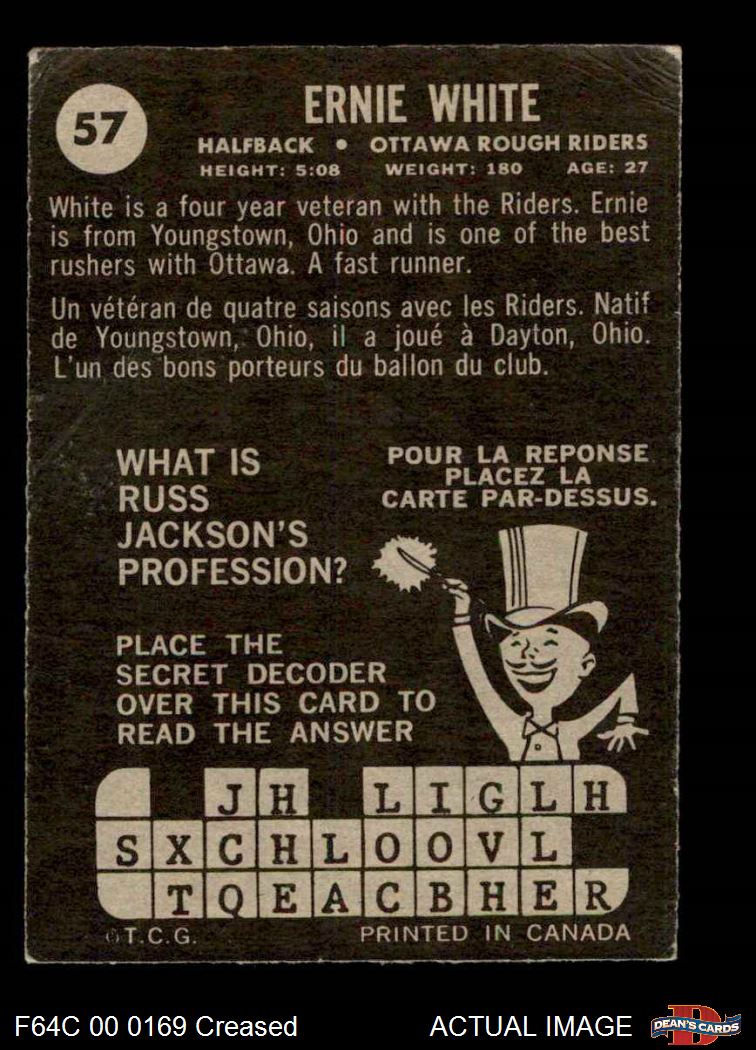 57
ERNIE WHITE
HALFBACK • OTTAWA ROUGH RIDERS
HEIGHT: 5:08 WEIGHT: 180 AGE: 27
White is a four year veteran with the Riders. Ernie
is from Youngstown, Ohio and is one of the best
rushers with Ottawa. A fast runner.
Un vétéran de quatre saisons avec les Riders. Natif
de Youngstown, Ohio, il a joué à Dayton, Ohio.
L'un des bons porteurs du ballon du club.
WHAT IS
RUSS
JACKSON'S
PROFESSION?
POUR LA REPONSE
PLACEZ LA
CARTE PAR-DESSUS.
PLACE THE
SECRET DECODER
OVER THIS CARD TO
READ THE ANSWER
J H L I G L H
S X C H L O O V L
T Q E A C B H E R
©T.C.G. PRINTED IN CANADA
F64C 00 0169 Creased ACTUAL IMAGE
D
DEAN'S CARDS